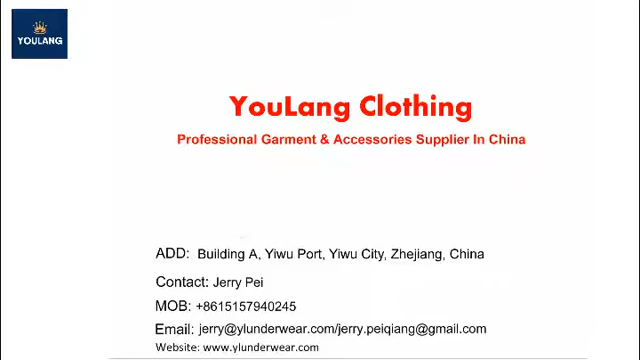 YOULANG
YouLang Clothing
Professional Garment & Accessories Supplier In China
ADD: Building A, Yiwu Port, Yiwu City, Zhejiang, China
Contact: Jerry Pei
MOB: +8615157940245
Email: jerry@ylunderwear.com/jerry.peiqiang@gmail.com
Website: www.ylunderwear.com